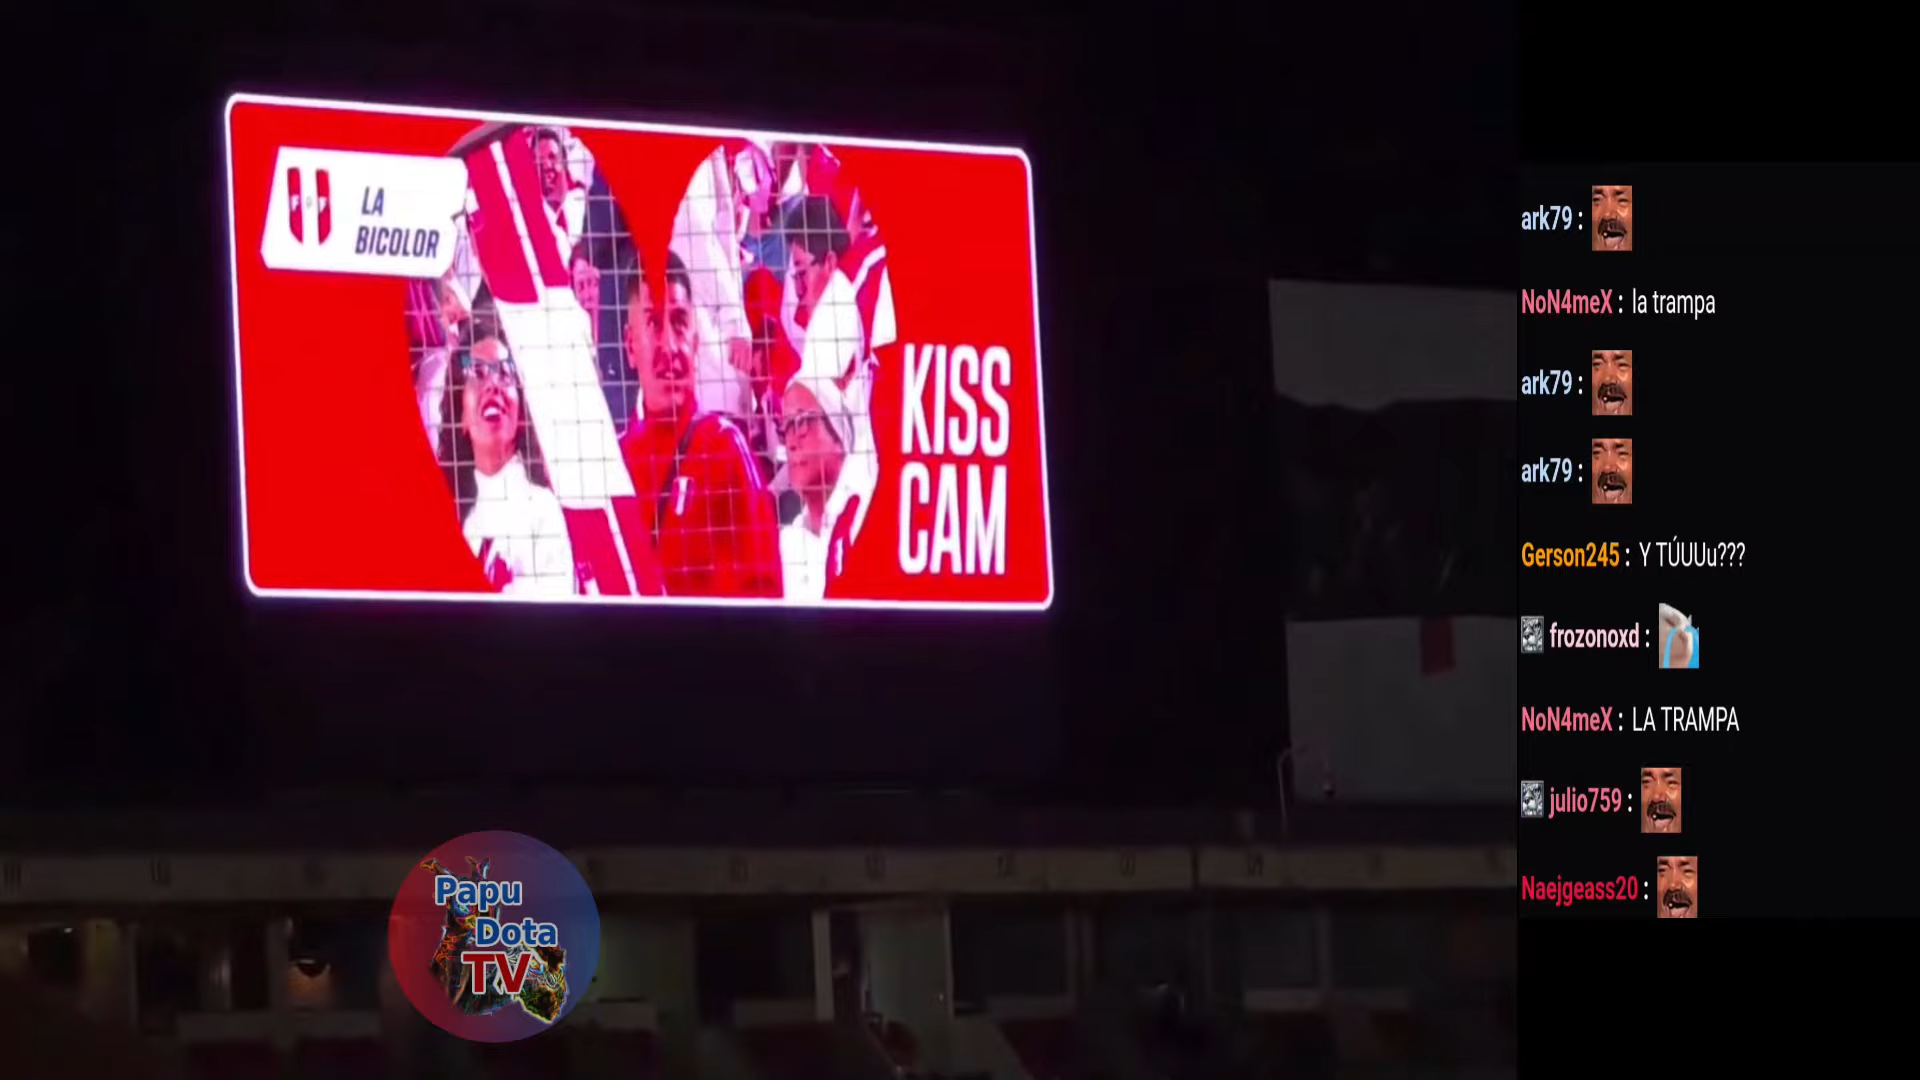 FPF
LA
BICOLOR
KISS
CAM
Papu
Dota
TV
ark79 :
NoN4meX : la trampa
ark79 :
ark79 :
Gerson245 : Y TÚUUu???
frozonoxd :
NoN4meX : LA TRAMPA
julio759 :
Naejgeass20 :